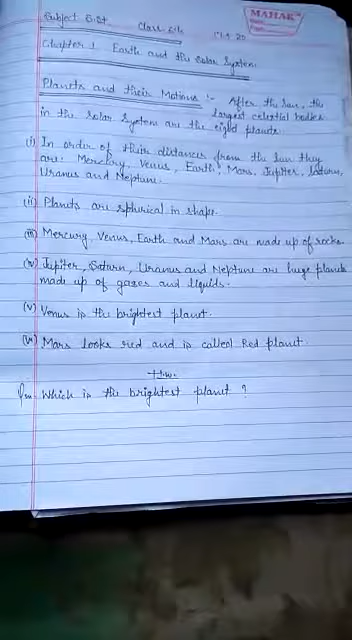 Subject Gist. Class 6th
MAHAK
Chapter 1 Earth and the solar system
Planets and their Motions :- After the sun, the
largest celestial bodies
in the solar system are the eight planets.
(i) In order of their distances from the sun they
are: Mercury, Venus, Earth, Mars, Jupiter, Saturn,
Uranus and Neptune.
(ii) Planets are spherical in shape.
(iii) Mercury, Venus, Earth and Mars are made up of rocks.
(iv) Jupiter, Saturn, Uranus and Neptune are huge planets
made up of gases and liquids.
(v) Venus is the brightest planet.
(vi) Mars looks red and is called Red planet.
H.w.
Which is the brightest planet ?